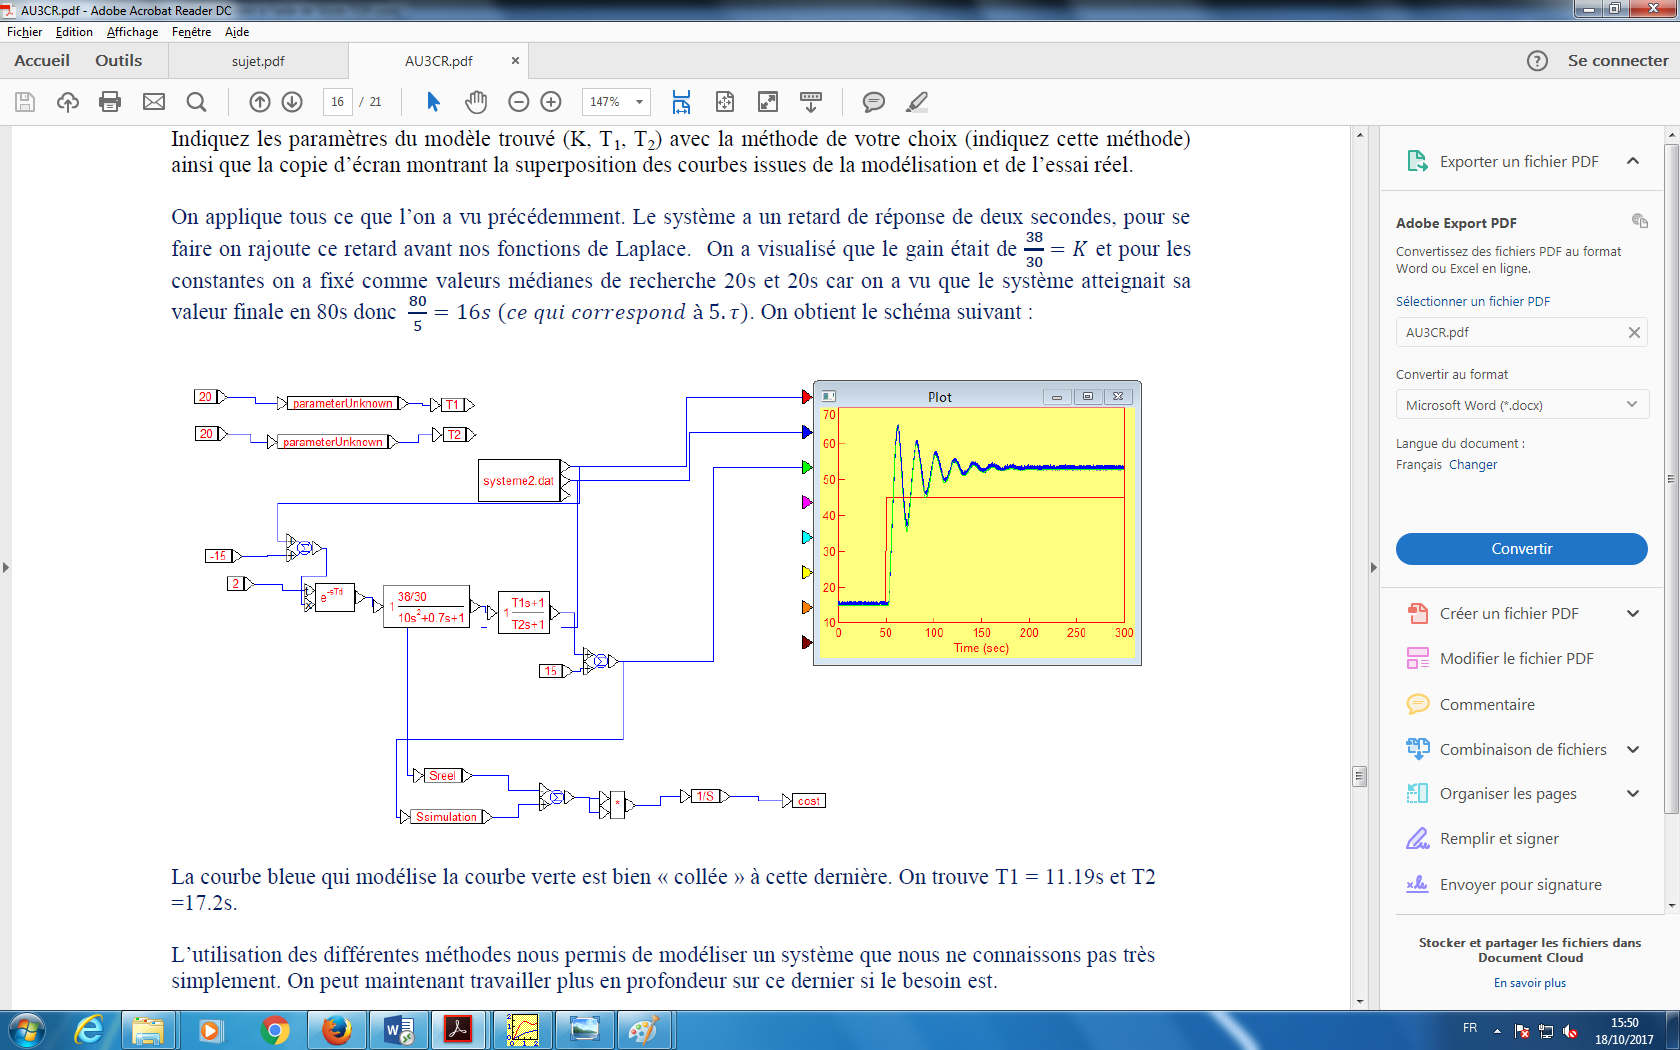 AU3CR.pdf - Adobe Acrobat Reader DC
Fichier Edition Affichage Fenêtre Aide
Accueil Outils sujet.pdf AU3CR.pdf × ? Se connecter
16 / 21 147%
Indiquez les paramètres du modèle trouvé (K, T1, T2) avec la méthode de votre choix (indiquez cette méthode)
ainsi que la copie d'écran montrant la superposition des courbes issues de la modélisation et de l'essai réel.
On applique tous ce que l'on a vu précédemment. Le système a un retard de réponse de deux secondes, pour se
faire on rajoute ce retard avant nos fonctions de Laplace. On a visualisé que le gain était de 38/30 = K et pour les
constantes on a fixé comme valeurs médianes de recherche 20s et 20s car on a vu que le système atteignait sa
valeur finale en 80s donc 80/5 = 16s (ce qui correspond à 5.τ). On obtient le schéma suivant :
20 parameterUnknown T1
20 parameterUnknown T2
systeme2.dat
-15
2
e^-sTd
1 38/30
10s²+0.7s+1
1 T1s+1
T2s+1
15
Sreel
Ssimulation
*
1/S
cost
Plot
70
60
50
40
30
20
10
0 50 100 150 200 250 300
Time (sec)
La courbe bleue qui modélise la courbe verte est bien « collée » à cette dernière. On trouve T1 = 11.19s et T2
=17.2s.
L'utilisation des différentes méthodes nous permis de modéliser un système que nous ne connaissons pas très
simplement. On peut maintenant travailler plus en profondeur sur ce dernier si le besoin est.
Exporter un fichier PDF
Adobe Export PDF
Convertissez des fichiers PDF au format
Word ou Excel en ligne.
Sélectionner un fichier PDF
AU3CR.pdf
Convertir au format
Microsoft Word (*.docx)
Langue du document :
Français Changer
Convertir
Créer un fichier PDF
Modifier le fichier PDF
Commentaire
Combinaison de fichiers
Organiser les pages
Remplir et signer
Envoyer pour signature
Stocker et partager les fichiers dans
Document Cloud
En savoir plus
FR
15:50
18/10/2017